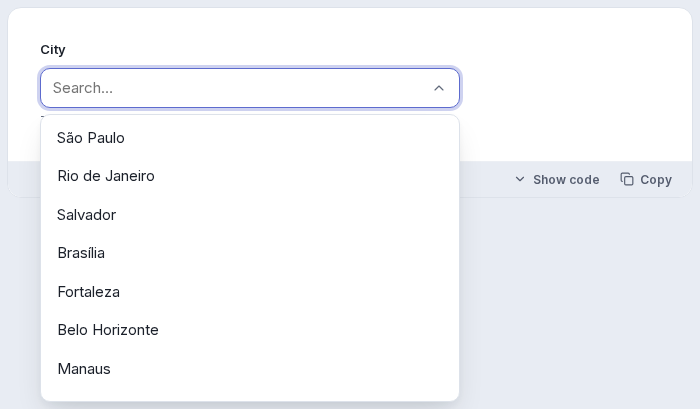 City
Search...
São Paulo
Rio de Janeiro
Salvador
Brasília
Fortaleza
Belo Horizonte
Manaus
Show code
Copy